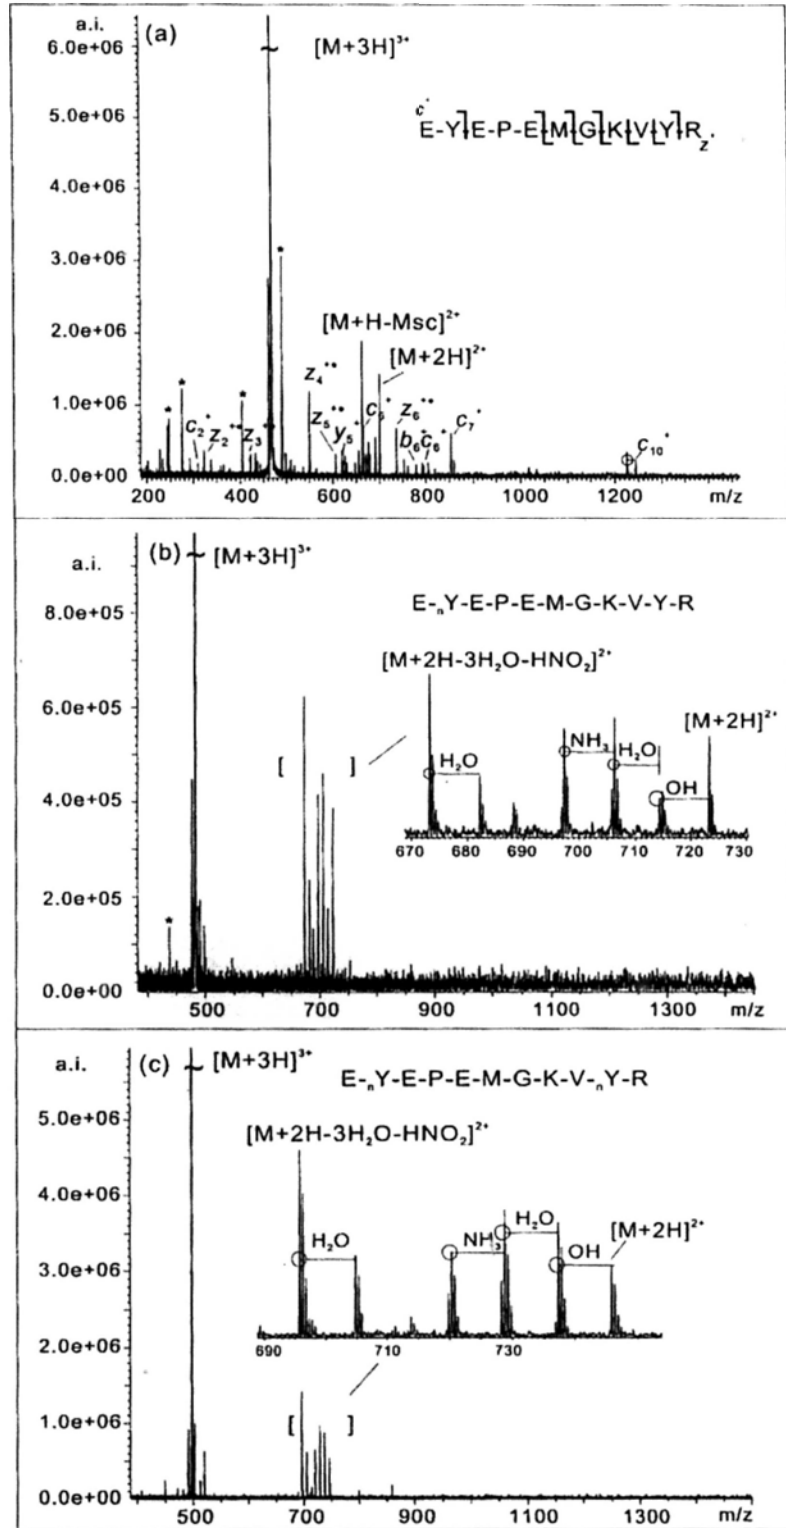 a.i.
(a)
[M+3H]³⁺
6.0e+06
c•
E-Y-E-P-E-M-G-K-V-Y-R
z•
5.0e+06
4.0e+06
3.0e+06
*
[M+H-Msc]²⁺
2.0e+06
[M+2H]²⁺
z₄⁺•
* * *
1.0e+06
c₂⁺ z₂⁺• z₃⁺• z₅⁺• y₅⁺ c₅⁺ z₆⁺• b₆⁺ c₆⁺ c₇⁺ c₁₀⁺
0.0e+00
200 400 600 800 1000 1200 m/z
a.i.
(b)
[M+3H]³⁺
8.0e+05
E-ₙY-E-P-E-M-G-K-V-Y-R
[M+2H-3H₂O-HNO₂]²⁺
6.0e+05
[M+2H]²⁺
[ ]
NH₃ H₂O
H₂O
OH
4.0e+05
670 680 690 700 710 720 730
2.0e+05
*
0.0e+00
500 700 900 1100 1300 m/z
a.i.
(c)
[M+3H]³⁺
E-ₙY-E-P-E-M-G-K-V-ₙY-R
5.0e+06
[M+2H-3H₂O-HNO₂]²⁺
4.0e+06
H₂O NH₃ H₂O OH [M+2H]²⁺
3.0e+06
690 710 730
2.0e+06
[ ]
1.0e+06
0.0e+00
500 700 900 1100 1300 m/z